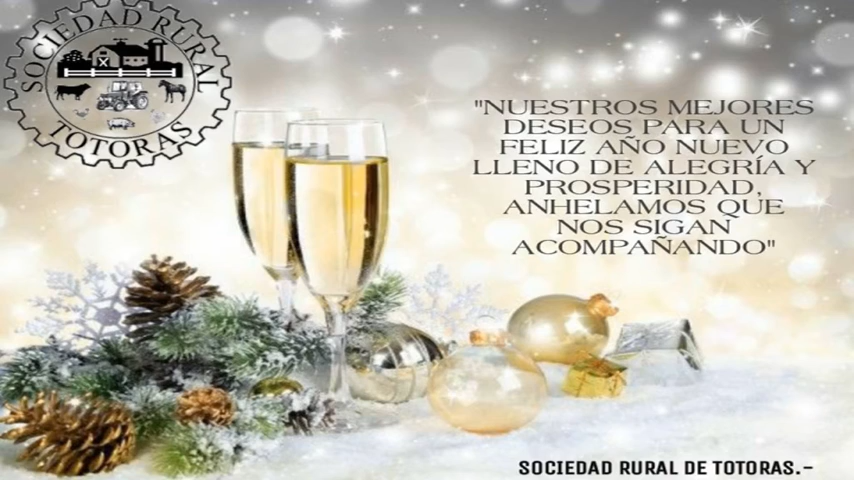 SOCIEDAD RURAL
TOTORAS
"NUESTROS MEJORES
DESEOS PARA UN
FELIZ AÑO NUEVO
LLENO DE ALEGRÍA Y
PROSPERIDAD,
ANHELAMOS QUE
NOS SIGAN
ACOMPAÑANDO"
SOCIEDAD RURAL DE TOTORAS.-